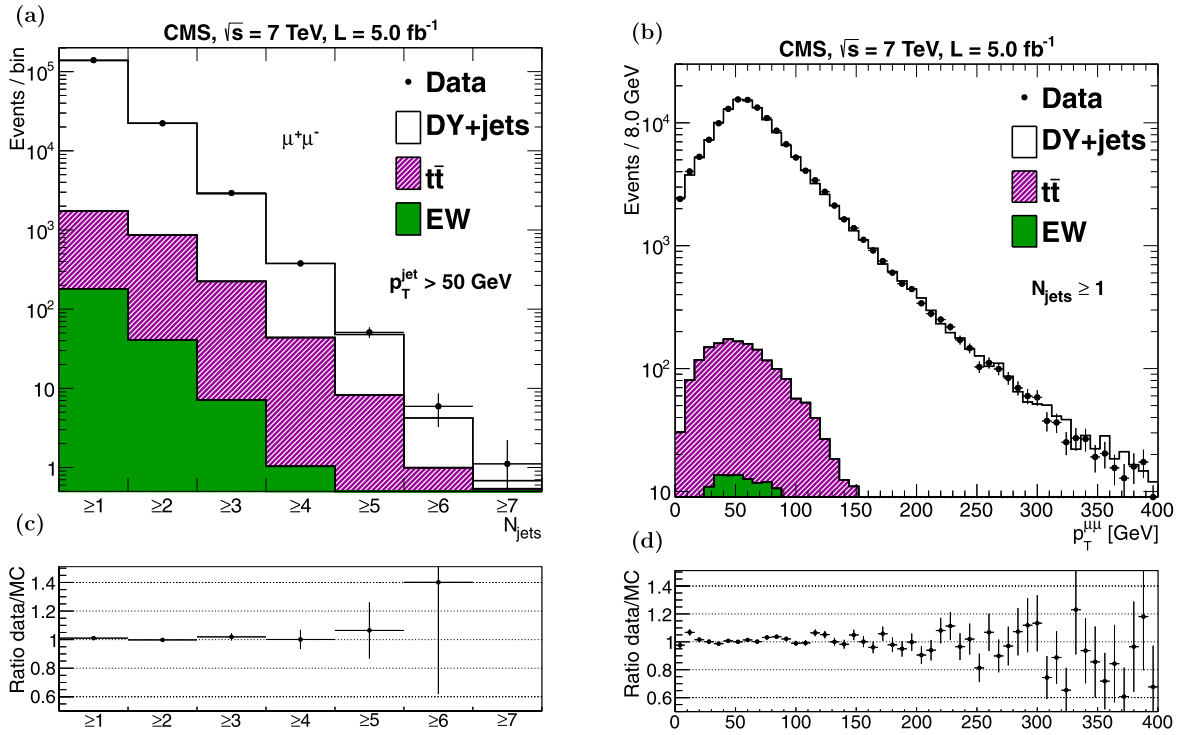 (a)
CMS, √s = 7 TeV, L = 5.0 fb⁻¹
Events / bin
10⁵
10⁴
10³
10²
10
1
Data
DY+jets
tt̄
EW
μ⁺μ⁻
p_T^jet > 50 GeV
≥1 ≥2 ≥3 ≥4 ≥5 ≥6 ≥7
N_jets
(b)
CMS, √s = 7 TeV, L = 5.0 fb⁻¹
Events / 8.0 GeV
10⁴
10³
10²
10
Data
DY+jets
tt̄
EW
N_jets ≥ 1
0 50 100 150 200 250 300 350 400
p_T^μμ [GeV]
(c)
Ratio data/MC
1.4
1.2
1
0.8
0.6
≥1 ≥2 ≥3 ≥4 ≥5 ≥6 ≥7
(d)
Ratio data/MC
1.4
1.2
1
0.8
0.6
0 50 100 150 200 250 300 350 400